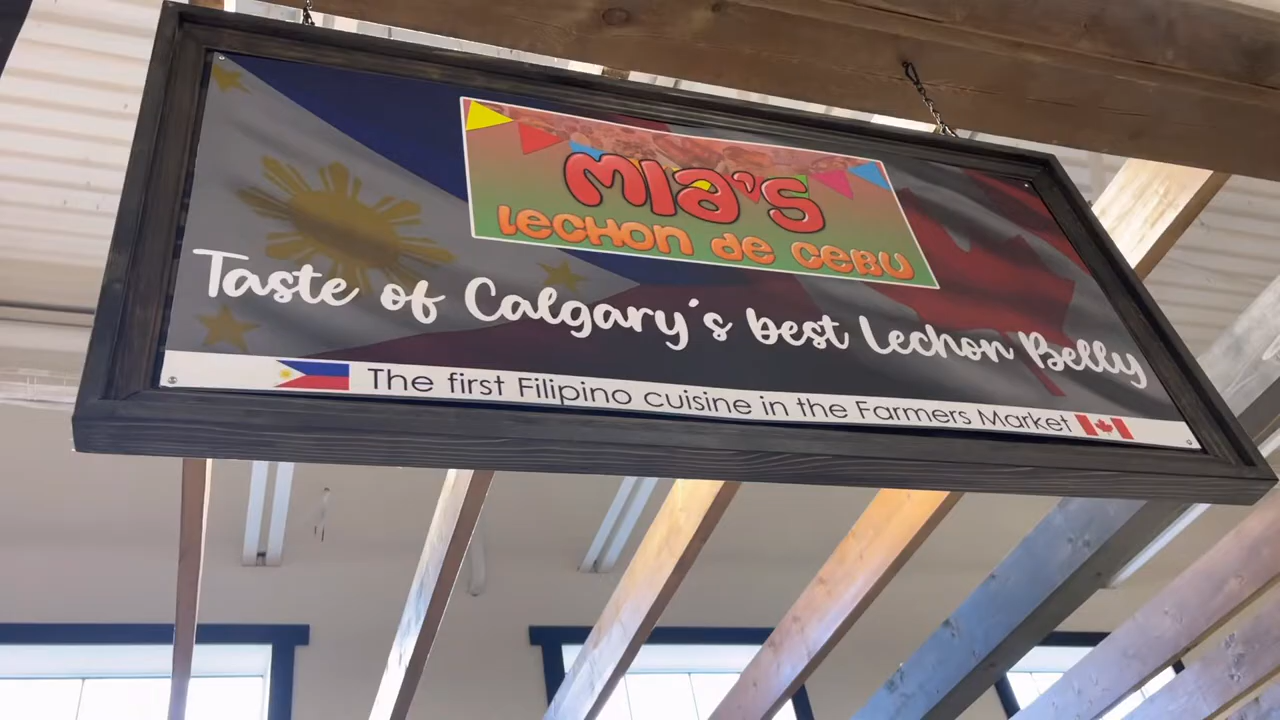 MIa's
LECHON DE CEBU
Taste of Calgary's best Lechon Belly
The first Filipino cuisine in the Farmers Market